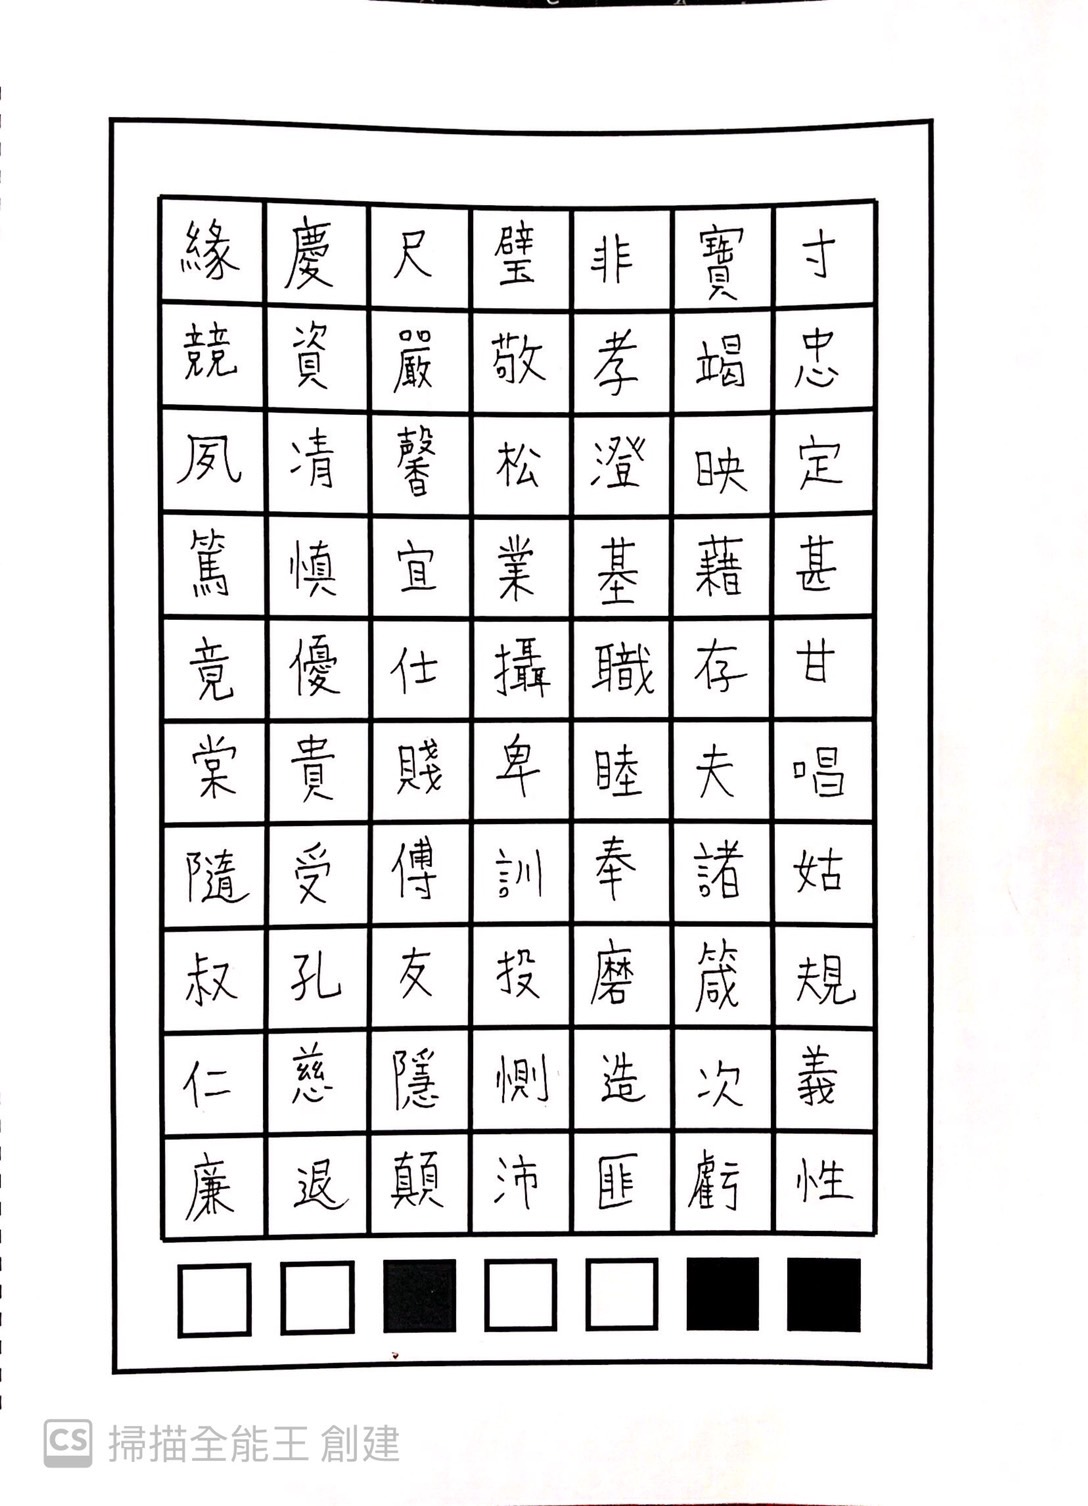 緣慶尺璧非寶寸
競資嚴敬孝竭忠
夙凊馨松澄映定
篤慎宜業基藉甚
竟優仕攝職存甘
棠貴賤卑睦夫唱
隨受傅訓奉諸姑
叔孔友投磨箴規
仁慈隱惻造次義
廉退顛沛匪虧性
CS 掃描全能王 創建